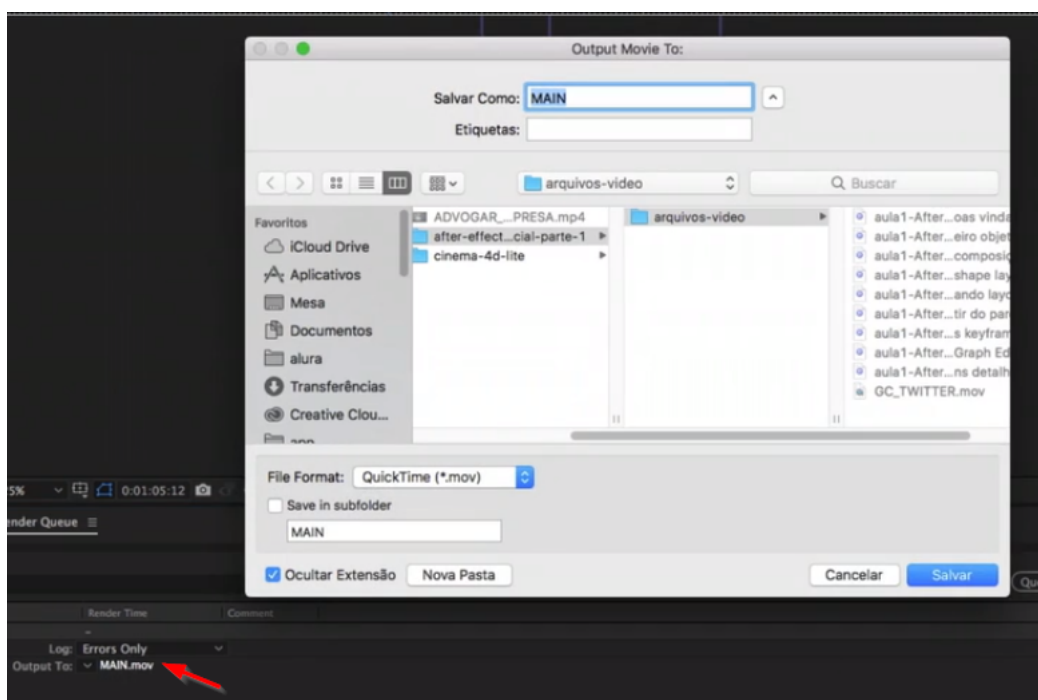 Output Movie To:
Salvar Como: MAIN
Etiquetas:
arquivos-video
Buscar
Favoritos
iCloud Drive
Aplicativos
Mesa
Documentos
alura
Transferências
Creative Clou...
app
ADVOGAR_...PRESA.mp4
after-effect...cial-parte-1
cinema-4d-lite
arquivos-video
aula1-After...oas vinda
aula1-After...eiro objet
aula1-After...composiç
aula1-After...shape lay
aula1-After...ando layo
aula1-After...tir do par
aula1-After...s keyfram
aula1-After...Graph Ed
aula1-After...ns detalh
GC_TWITTER.mov
File Format: QuickTime (*.mov)
Save in subfolder
MAIN
Ocultar Extensão Nova Pasta Cancelar Salvar
5% 0:01:05:12
ender Queue
Que
Render Time Comment
Log: Errors Only
Output To: MAIN.mov